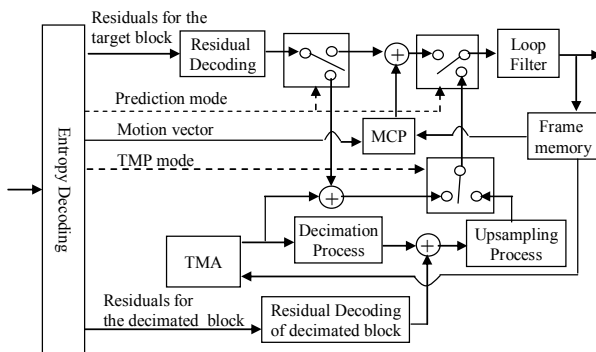 Residuals for the
target block
Residual
Decoding
Loop
Filter
Prediction mode
Motion vector
MCP
Frame
memory
TMP mode
Entropy Decoding
Decimation
Process
Upsampling
Process
TMA
Residuals for
the decimated block
Residual Decoding
of decimated block